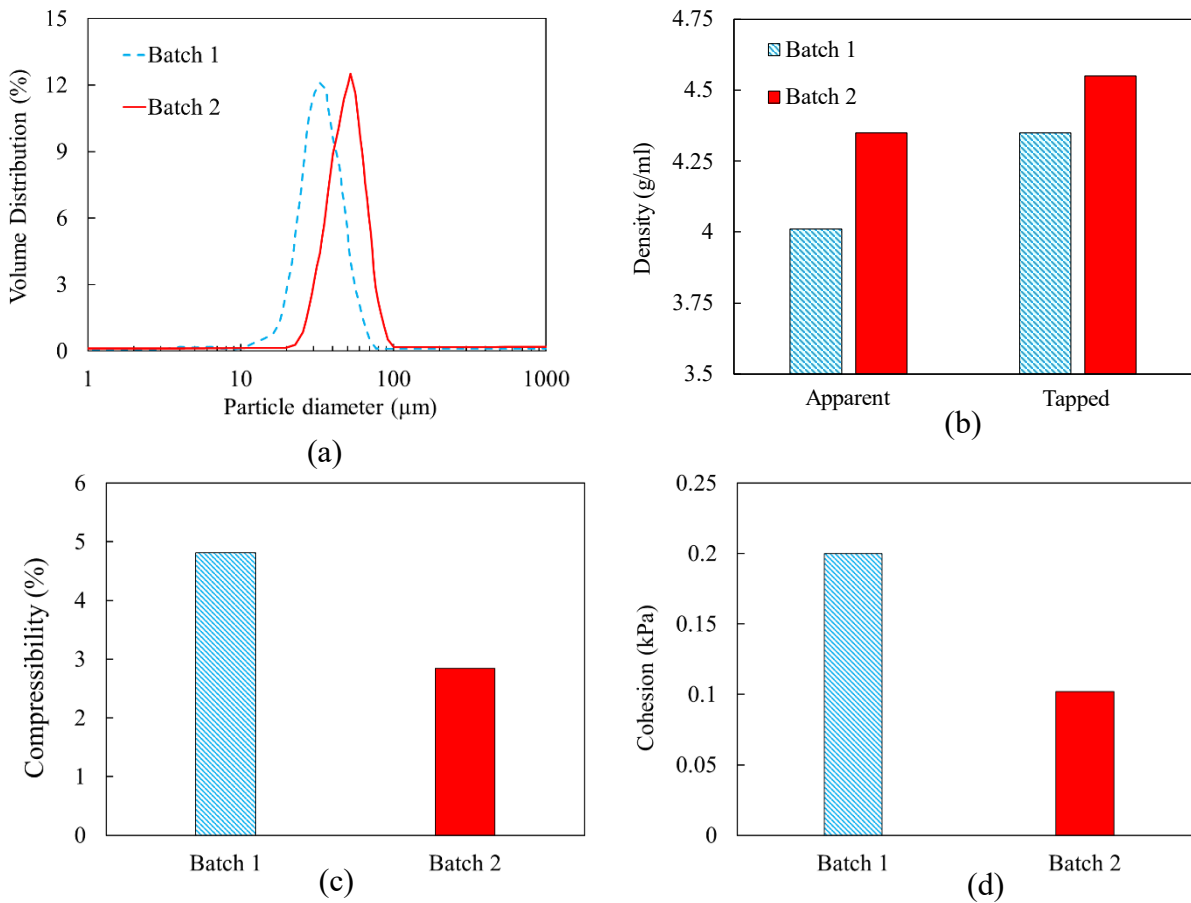 15
12
9
6
3
0
Volume Distribution (%)
Batch 1
Batch 2
1
10
100
1000
Particle diameter (µm)
(a)
4.75
4.5
4.25
4
3.75
3.5
Density (g/ml)
Batch 1
Batch 2
Apparent
Tapped
(b)
6
5
4
3
2
1
0
Compressibility (%)
Batch 1
Batch 2
(c)
0.25
0.2
0.15
0.1
0.05
0
Cohesion (kPa)
Batch 1
Batch 2
(d)